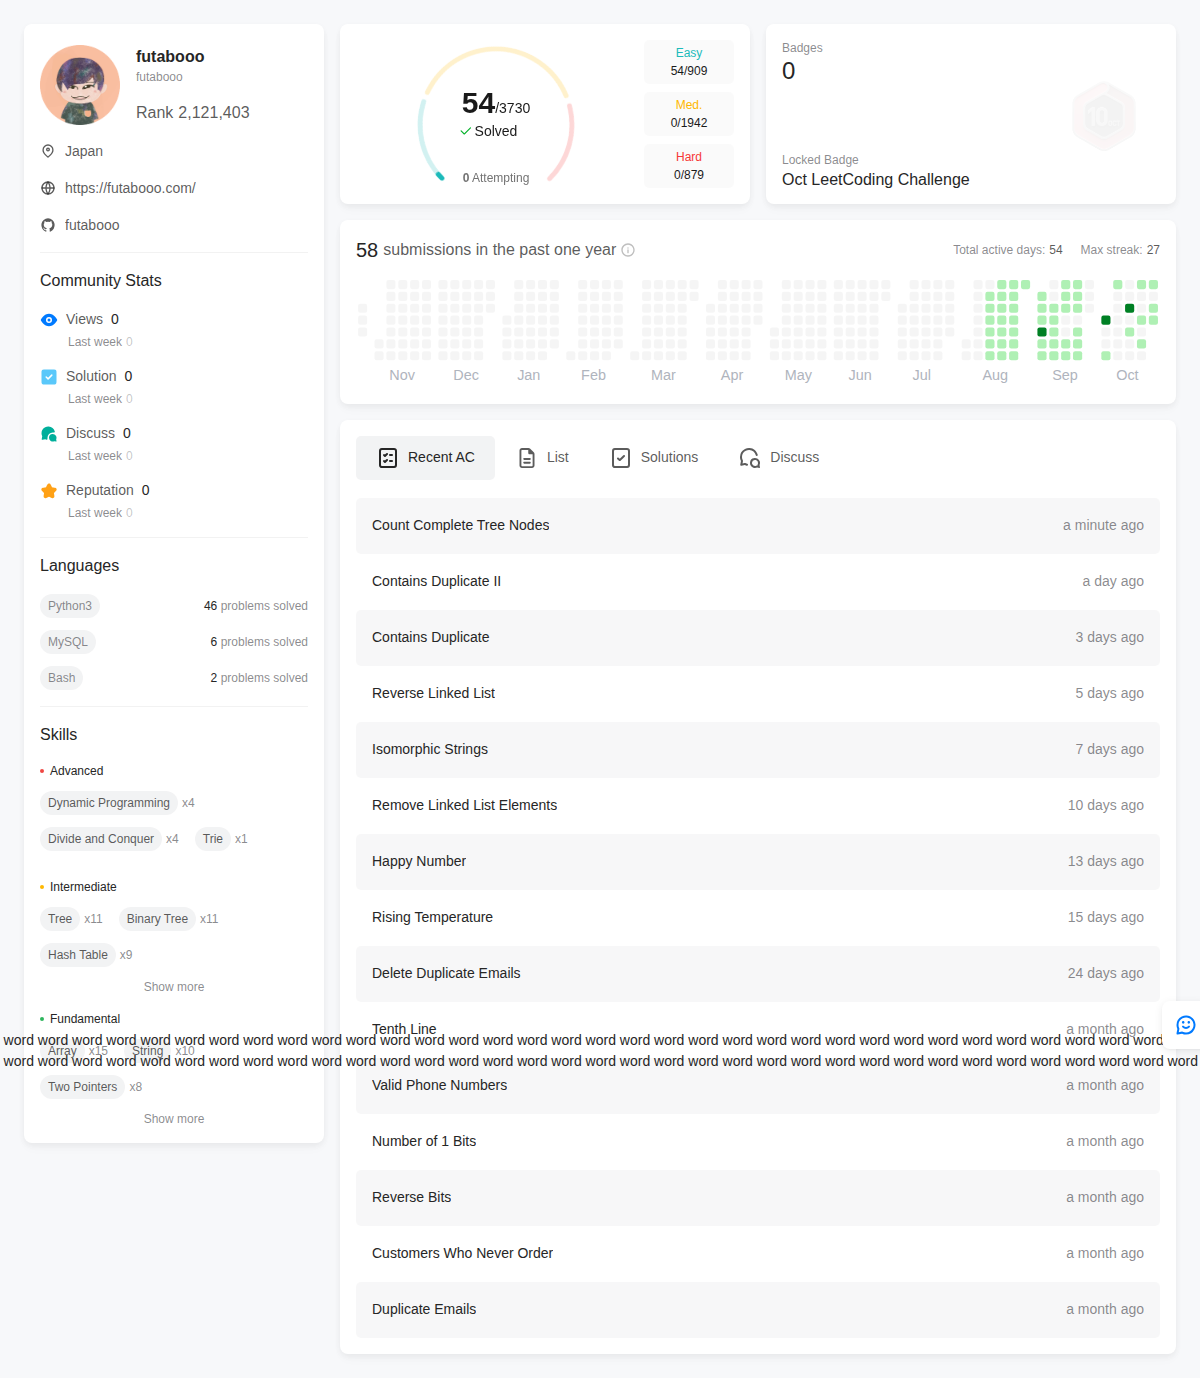 futabooo
futabooo
Rank 2,121,403
Japan
https://futabooo.com/
futabooo
Community Stats
Views 0
Last week 0
Solution 0
Last week 0
Discuss 0
Last week 0
Reputation 0
Last week 0
Languages
Python3 46 problems solved
MySQL 6 problems solved
Bash 2 problems solved
Skills
Advanced
Dynamic Programming x4
Divide and Conquer x4 Trie x1
Intermediate
Tree x11 Binary Tree x11
Hash Table x9
Show more
Fundamental
Array x15 String x10
Two Pointers x8
Show more
54/3730
Solved
0 Attempting
Easy
54/909
Med.
0/1942
Hard
0/879
Badges
0
Locked Badge
Oct LeetCoding Challenge
58 submissions in the past one year
Total active days: 54 Max streak: 27
Nov Dec Jan Feb Mar Apr May Jun Jul Aug Sep Oct
Recent AC List Solutions Discuss
Count Complete Tree Nodes a minute ago
Contains Duplicate II a day ago
Contains Duplicate 3 days ago
Reverse Linked List 5 days ago
Isomorphic Strings 7 days ago
Remove Linked List Elements 10 days ago
Happy Number 13 days ago
Rising Temperature 15 days ago
Delete Duplicate Emails 24 days ago
Tenth Line a month ago
word word word word word word word word word word word word word word word word word word word word word word word word word word word word word word word word word word
word word word word word word word word word word word word word word word word word word word word word word word word word word word word word word word word word word word
Valid Phone Numbers a month ago
Number of 1 Bits a month ago
Reverse Bits a month ago
Customers Who Never Order a month ago
Duplicate Emails a month ago